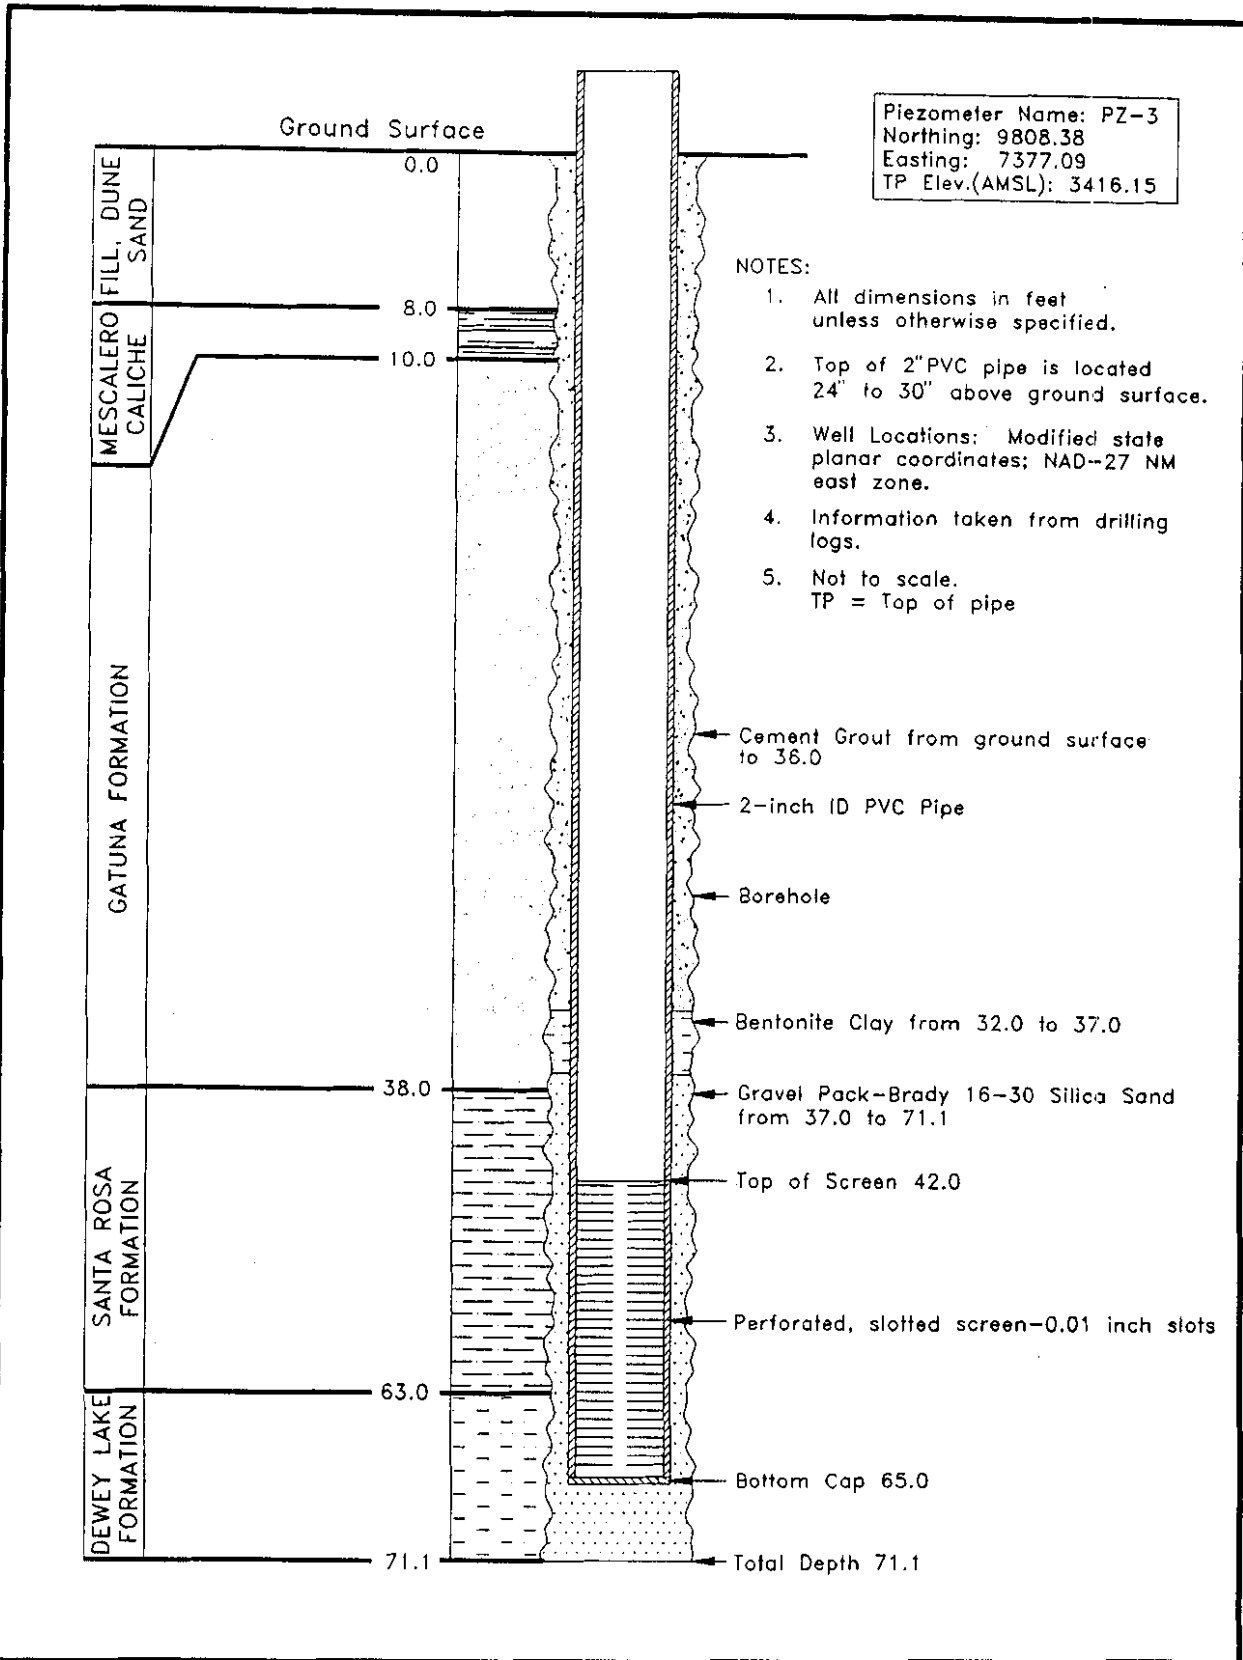 Ground Surface
Piezometer Name: PZ-3
Northing: 9808.38
Easting: 7377.09
TP Elev.(AMSL): 3416.15
0.0
FILL, DUNE
SAND
8.0
MESCALERO
CALICHE
10.0
NOTES:
1. All dimensions in feet
unless otherwise specified.
2. Top of 2" PVC pipe is located
24" to 30" above ground surface.
3. Well Locations: Modified state
planar coordinates; NAD-27 NM
east zone.
4. Information taken from drilling
logs.
5. Not to scale.
TP = Top of pipe
GATUNA FORMATION
Cement Grout from ground surface
to 36.0
2-inch ID PVC Pipe
Borehole
Bentonite Clay from 32.0 to 37.0
38.0
Gravel Pack-Brady 16-30 Silica Sand
from 37.0 to 71.1
SANTA ROSA
FORMATION
Top of Screen 42.0
Perforated, slotted screen-0.01 inch slots
63.0
DEWEY LAKE
FORMATION
Bottom Cap 65.0
71.1
Total Depth 71.1